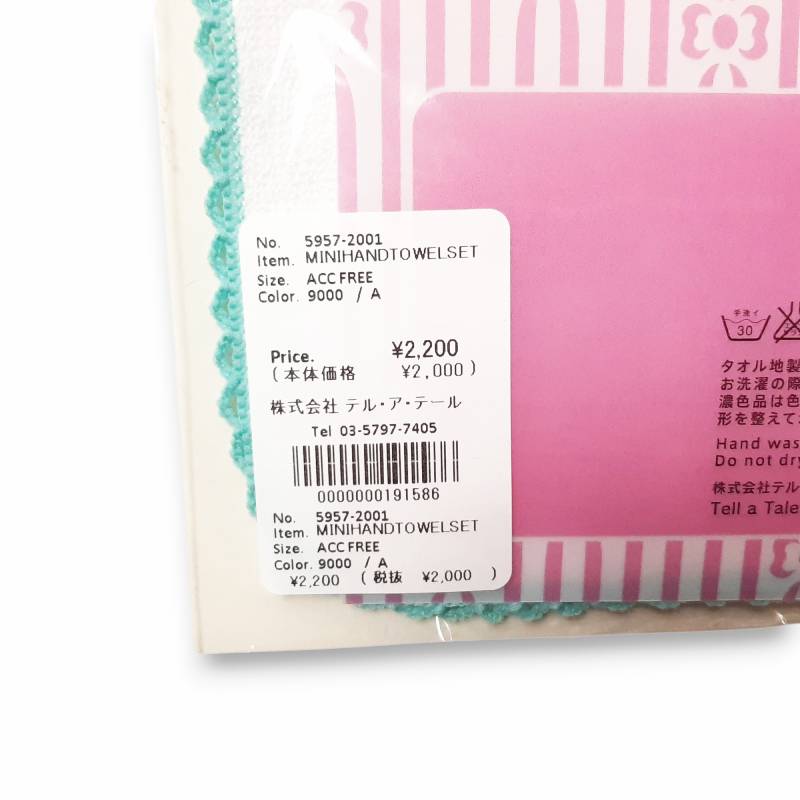 No. 5957-2001
Item. MINIHANDTOWELSET
Size. ACC FREE
Color. 9000 / A
Price. ¥2,200
(本体価格 ¥2,000)
株式会社 テル・ア・テール
Tel 03-5797-7405
0000000191586
No. 5957-2001
Item. MINIHANDTOWELSET
Size. ACC FREE
Color. 9000 / A
¥2,200 (税抜 ¥2,000 )
手洗イ
30
タオル地製
お洗濯の際
濃色品は色
形を整えて
Hand was
Do not dry
株式会社テル
Tell a Tale